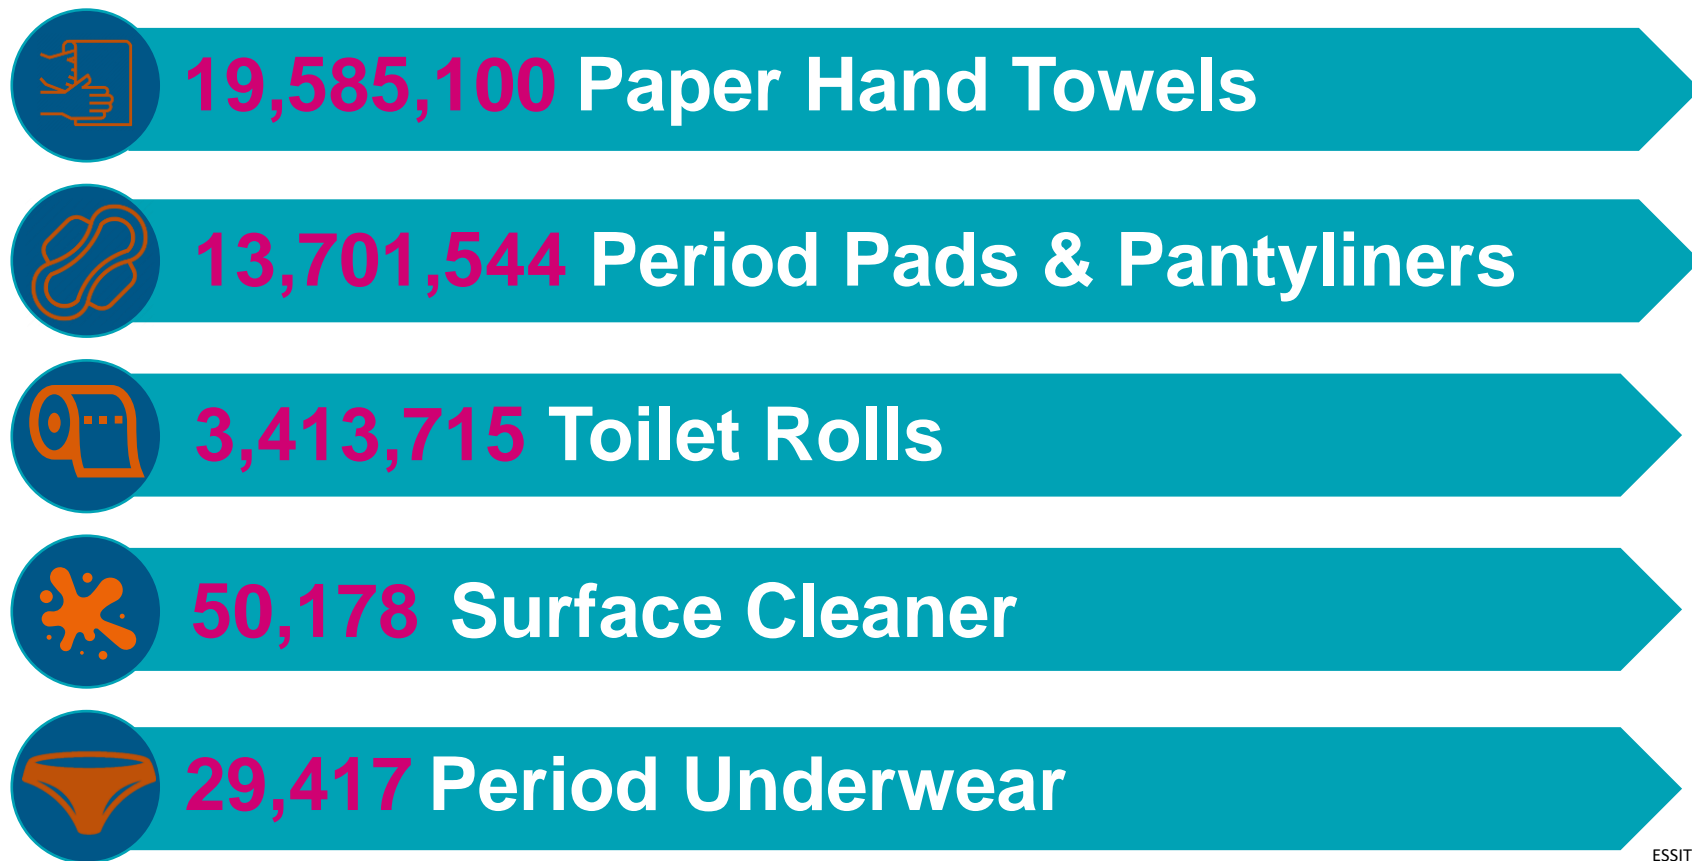 19,585,100 Paper Hand Towels
13,701,544 Period Pads & Pantyliners
3,413,715 Toilet Rolls
50,178 Surface Cleaner
29,417 Period Underwear
ESSIT